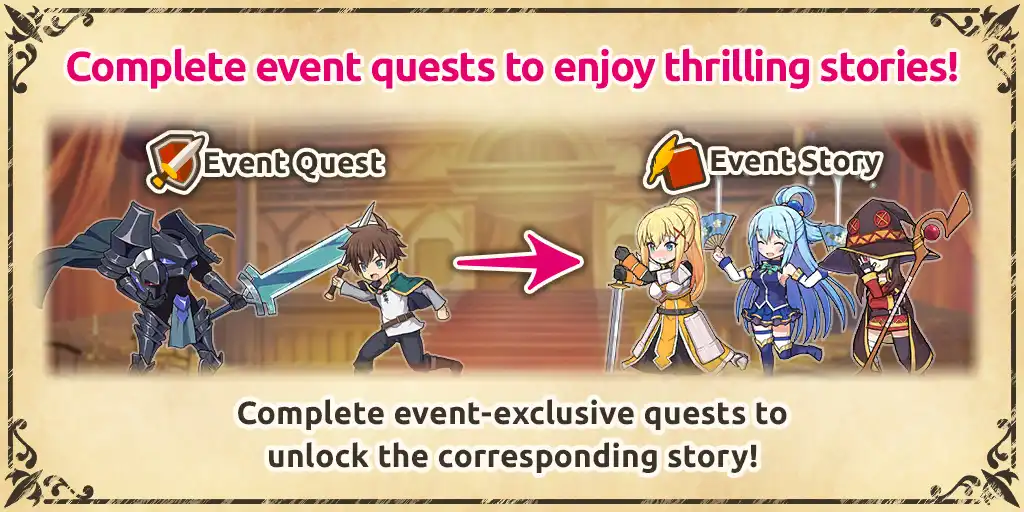 Complete event quests to enjoy thrilling stories!
Event Quest
Event Story
Complete event-exclusive quests to
unlock the corresponding story!